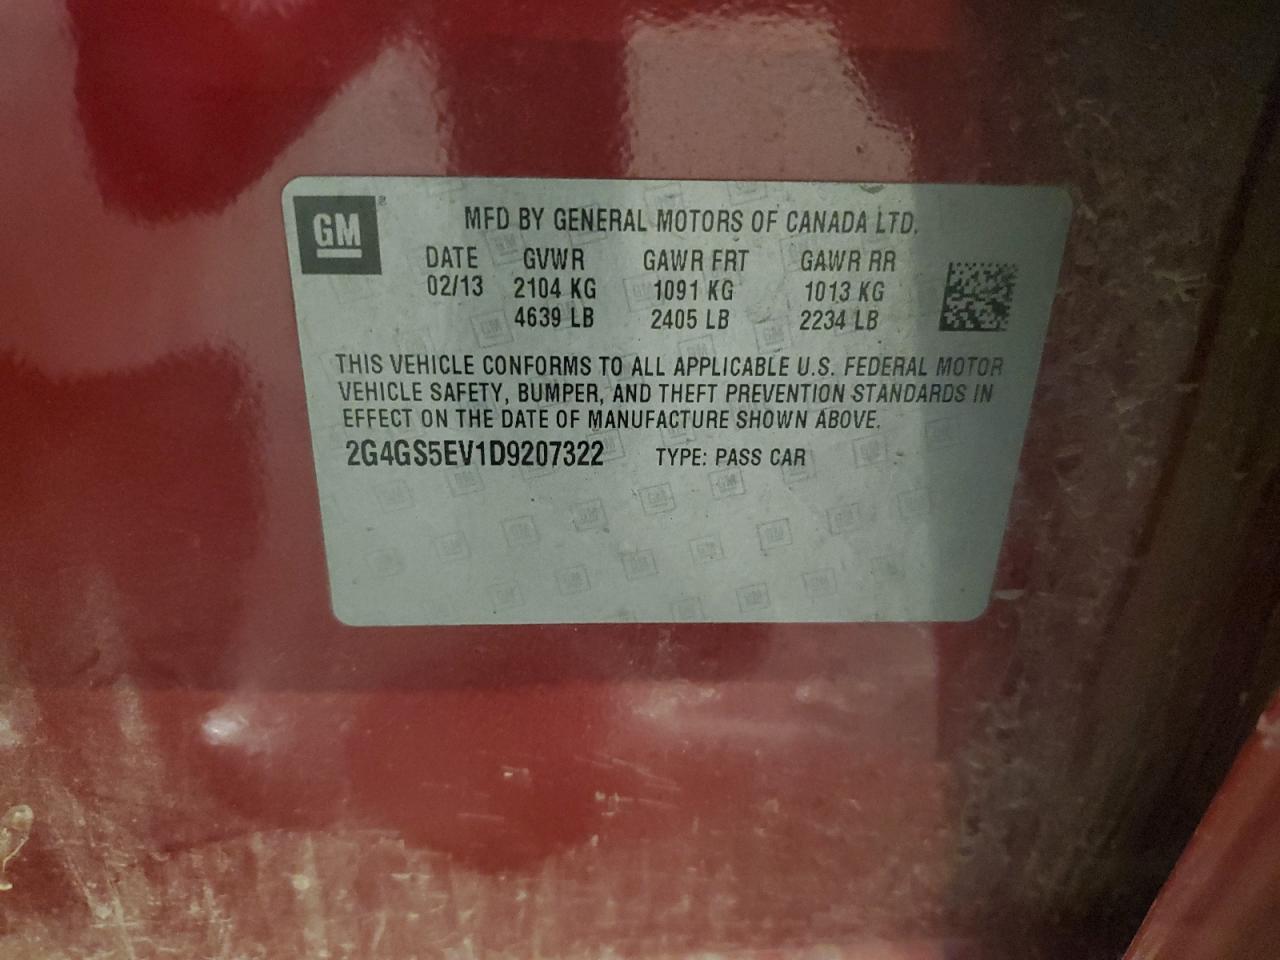 GM
MFD BY GENERAL MOTORS OF CANADA LTD.
DATE GVWR GAWR FRT GAWR RR
02/13 2104 KG 1091 KG 1013 KG
4639 LB 2405 LB 2234 LB
THIS VEHICLE CONFORMS TO ALL APPLICABLE U.S. FEDERAL MOTOR
VEHICLE SAFETY, BUMPER, AND THEFT PREVENTION STANDARDS IN
EFFECT ON THE DATE OF MANUFACTURE SHOWN ABOVE.
2G4GS5EV1D9207322 TYPE: PASS CAR